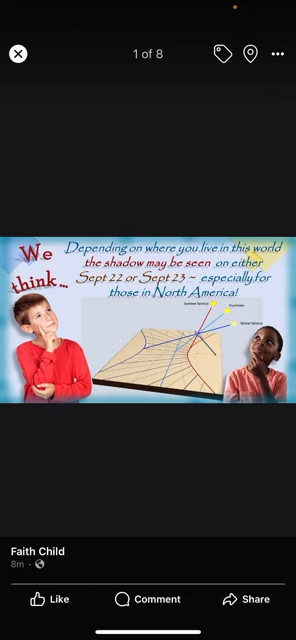 1 of 8
We
think...
Depending on where you live in this world
the shadow may be seen on either
Sept 22 or Sept 23 ~ especially for
those in North America!
Summer Solstice
Equinoxes
Winter Solstice
Faith Child
8m ·
Like
Comment
Share